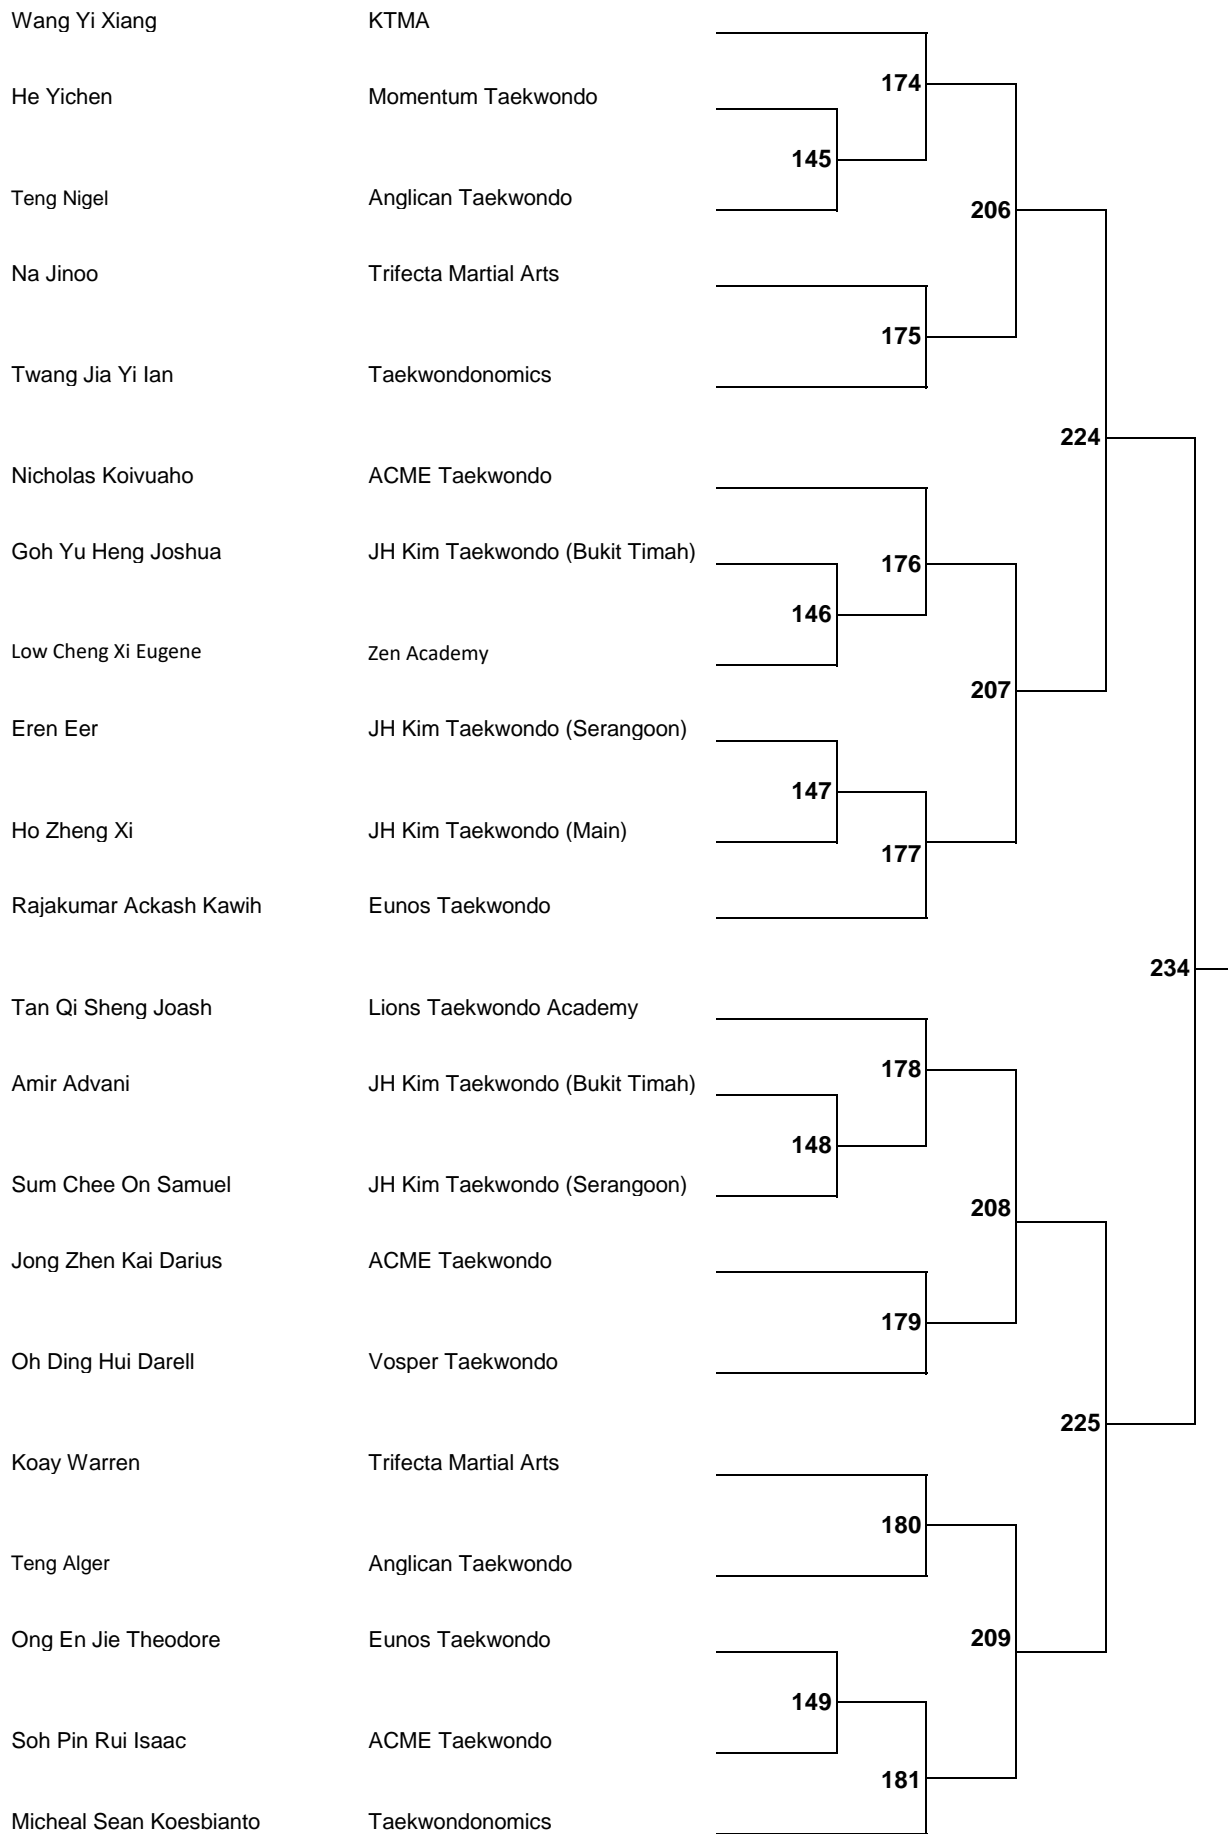 Wang Yi Xiang KTMA
174
He Yichen Momentum Taekwondo
145
Teng Nigel Anglican Taekwondo
206
Na Jinoo Trifecta Martial Arts
175
Twang Jia Yi Ian Taekwondonomics
224
Nicholas Koivuaho ACME Taekwondo
Goh Yu Heng Joshua JH Kim Taekwondo (Bukit Timah)
176
146
Low Cheng Xi Eugene Zen Academy
207
Eren Eer JH Kim Taekwondo (Serangoon)
147
Ho Zheng Xi JH Kim Taekwondo (Main)
177
Rajakumar Ackash Kawih Eunos Taekwondo
234
Tan Qi Sheng Joash Lions Taekwondo Academy
178
Amir Advani JH Kim Taekwondo (Bukit Timah)
148
Sum Chee On Samuel JH Kim Taekwondo (Serangoon)
208
Jong Zhen Kai Darius ACME Taekwondo
179
Oh Ding Hui Darell Vosper Taekwondo
225
Koay Warren Trifecta Martial Arts
180
Teng Alger Anglican Taekwondo
Ong En Jie Theodore Eunos Taekwondo
209
149
Soh Pin Rui Isaac ACME Taekwondo
181
Micheal Sean Koesbianto Taekwondonomics